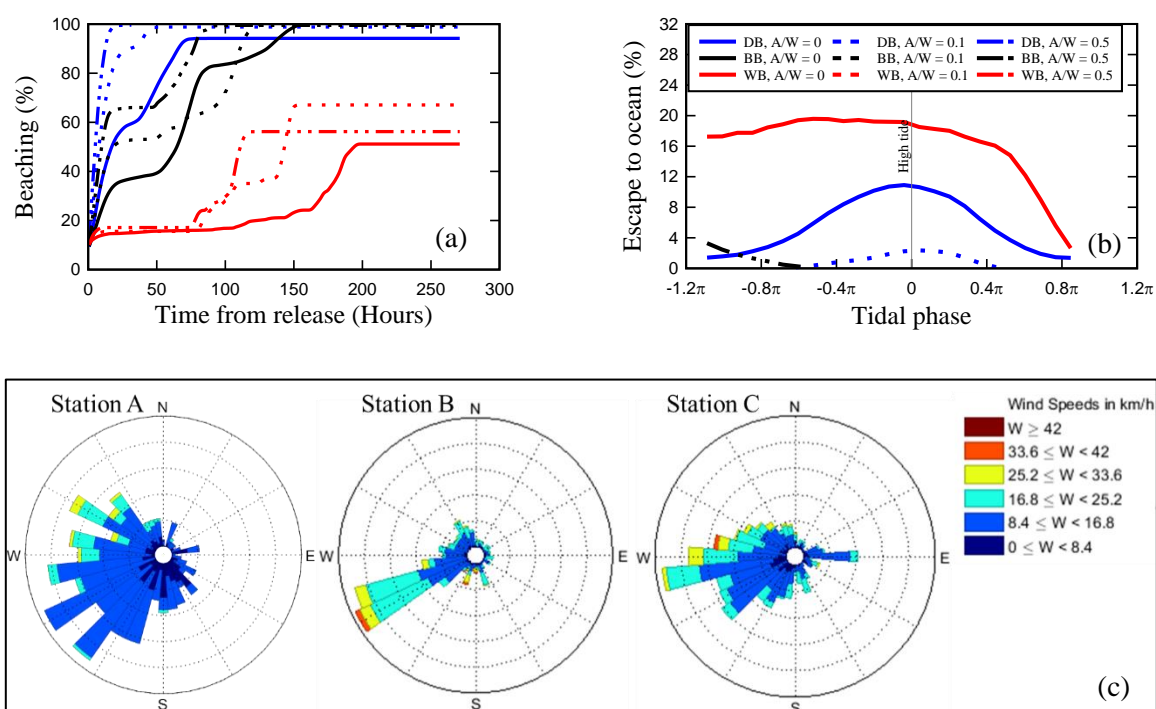 100
80
60
40
20
0
Beaching (%)
0 50 100 150 200 250 300
Time from release (Hours)
(a)
32
28
24
20
16
12
8
4
0
Escape to ocean (%)
DB, A/W = 0 DB, A/W = 0.1 DB, A/W = 0.5
BB, A/W = 0 BB, A/W = 0.1 BB, A/W = 0.5
WB, A/W = 0 WB, A/W = 0.1 WB, A/W = 0.5
High tide
-1.2π -0.8π -0.4π 0 0.4π 0.8π 1.2π
Tidal phase
(b)
Station A
N
W E
S
Station B
N
W E
S
Station C
N
W E
S
Wind Speeds in km/h
W ≥ 42
33.6 ≤ W < 42
25.2 ≤ W < 33.6
16.8 ≤ W < 25.2
8.4 ≤ W < 16.8
0 ≤ W < 8.4
(c)